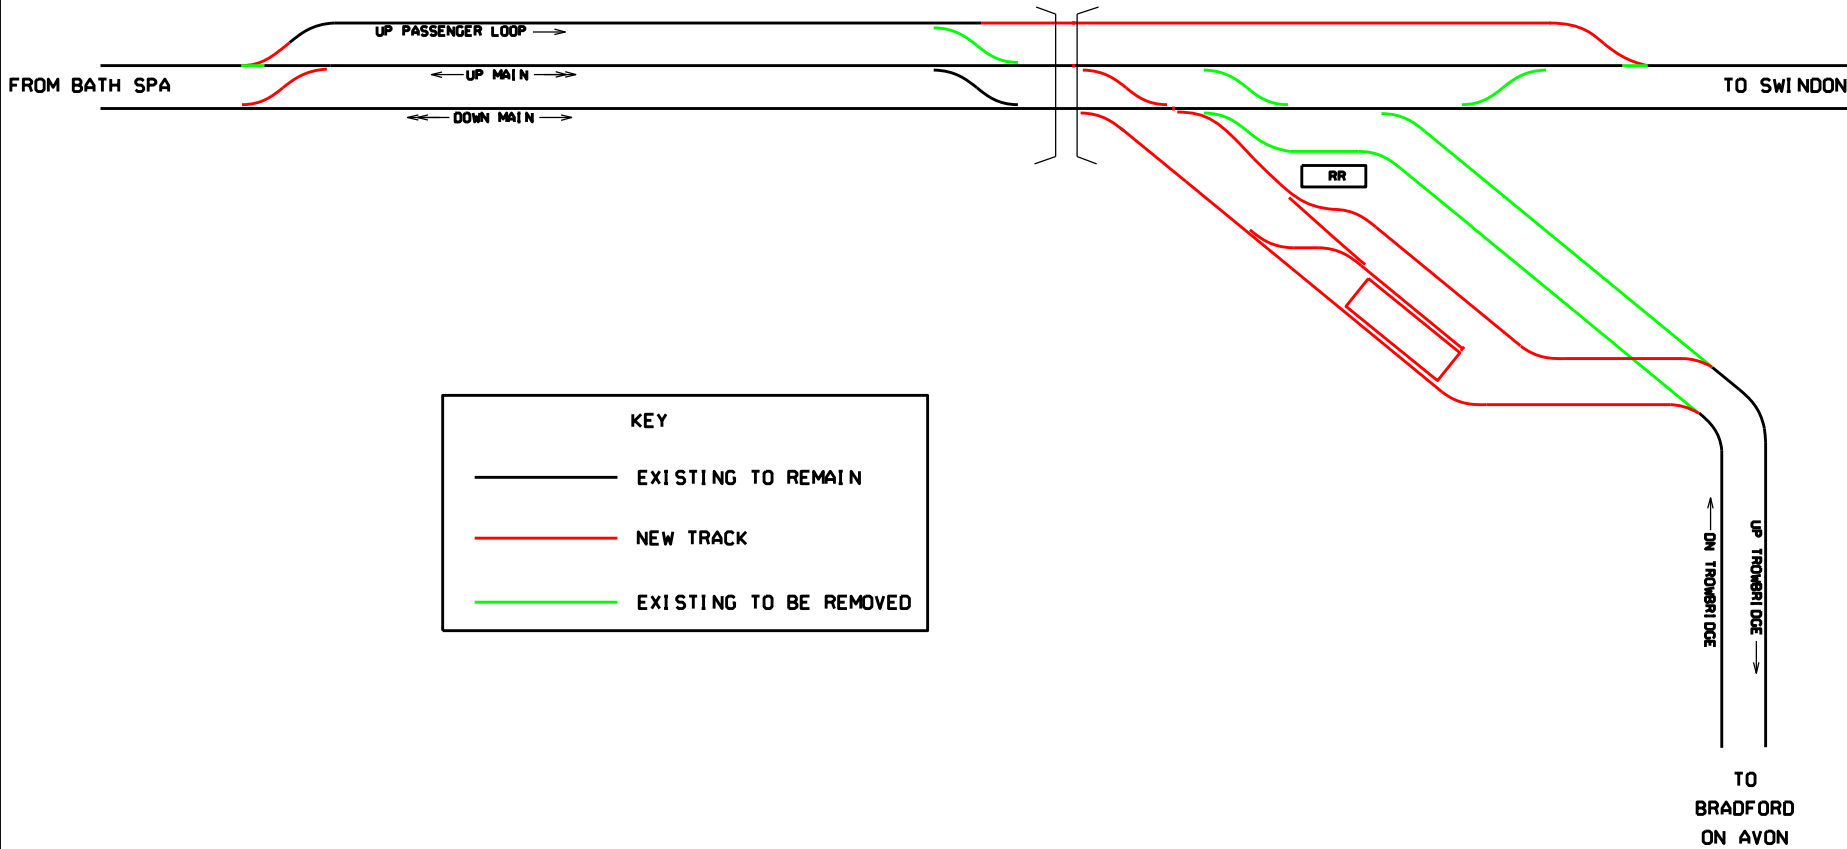 UP PASSENGER LOOP
UP MAIN
FROM BATH SPA
TO SWINDON
DOWN MAIN
RR
KEY
EXISTING TO REMAIN
NEW TRACK
EXISTING TO BE REMOVED
DN TROWBRIDGE
UP TROWBRIDGE
TO
BRADFORD
ON AVON